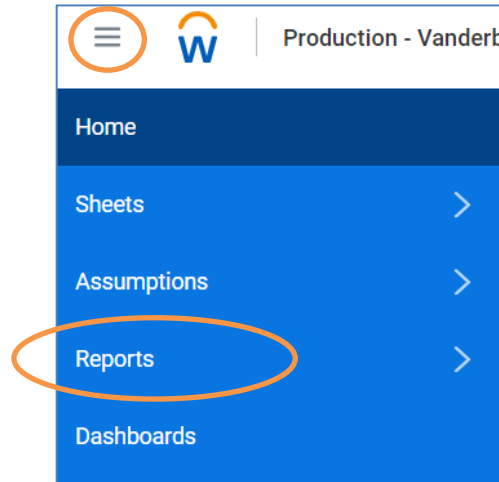 Production - Vanderb
Home
Sheets
Assumptions
Reports
Dashboards